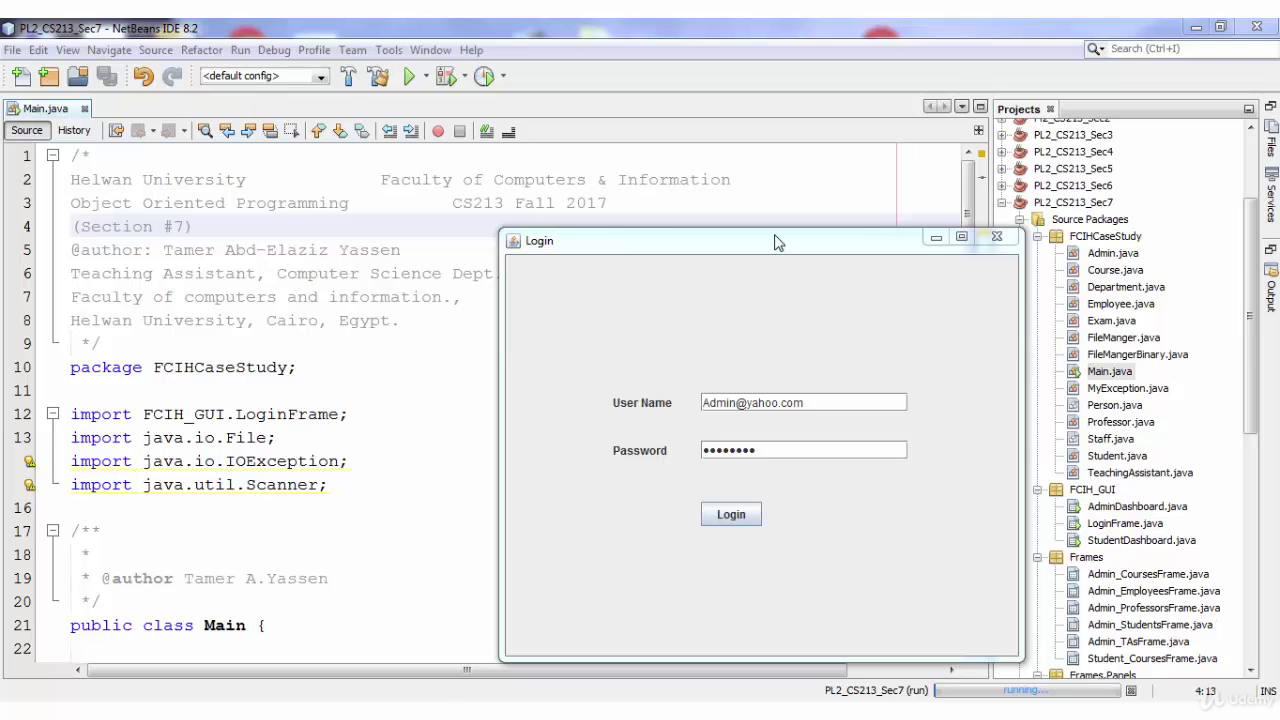 PL2_CS213_Sec7 - NetBeans IDE 8.2
File Edit View Navigate Source Refactor Run Debug Profile Team Tools Window Help
Search (Ctrl+I)
<default config>
Main.java
Projects
Source History
PL2_CS213_Sec2
PL2_CS213_Sec3
PL2_CS213_Sec4
PL2_CS213_Sec5
PL2_CS213_Sec6
PL2_CS213_Sec7
Source Packages
FCIHCaseStudy
Admin.java
Course.java
Department.java
Employee.java
Exam.java
FileManger.java
FileMangerBinary.java
Main.java
MyException.java
Person.java
Professor.java
Staff.java
Student.java
TeachingAssistant.java
FCIH_GUI
AdminDashboard.java
LoginFrame.java
StudentDashboard.java
Frames
Admin_CoursesFrame.java
Admin_EmployeesFrame.java
Admin_ProfessorsFrame.java
Admin_StudentsFrame.java
Admin_TAsFrame.java
Student_CoursesFrame.java
Frames.Panels
Files
Services
Output
1 /*
2 Helwan University Faculty of Computers & Information
3 Object Oriented Programming CS213 Fall 2017
4 (Section #7)
5 @author: Tamer Abd-Elaziz Yassen
6 Teaching Assistant, Computer Science Dept.
7 Faculty of computers and information.,
8 Helwan University, Cairo, Egypt.
9 */
10 package FCIHCaseStudy;
11
12 import FCIH_GUI.LoginFrame;
13 import java.io.File;
import java.io.IOException;
import java.util.Scanner;
16
17 /**
18 *
19 * @author Tamer A.Yassen
20 */
21 public class Main {
22
Login
User Name Admin@yahoo.com
Password ••••••••
Login
PL2_CS213_Sec7 (run) running... 4:13 INS
Udemy